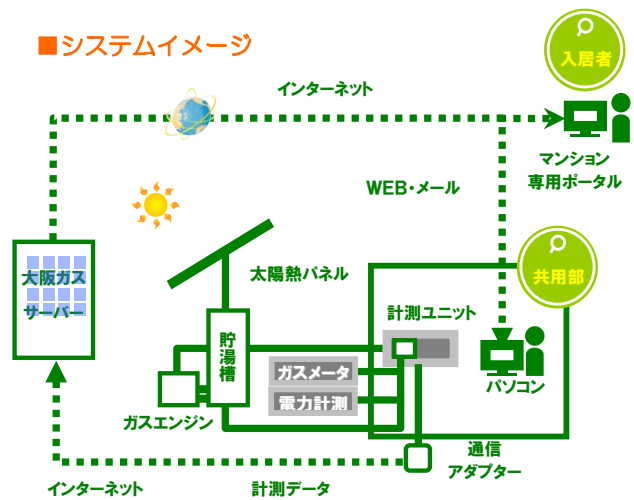 ■システムイメージ
入居者
インターネット
マンション
専用ポータル
WEB・メール
太陽熱パネル
共用部
大阪ガス
サーバー
計測ユニット
貯湯槽
ガスメータ
電力計測
パソコン
ガスエンジン
通信
アダプター
インターネット
計測データ